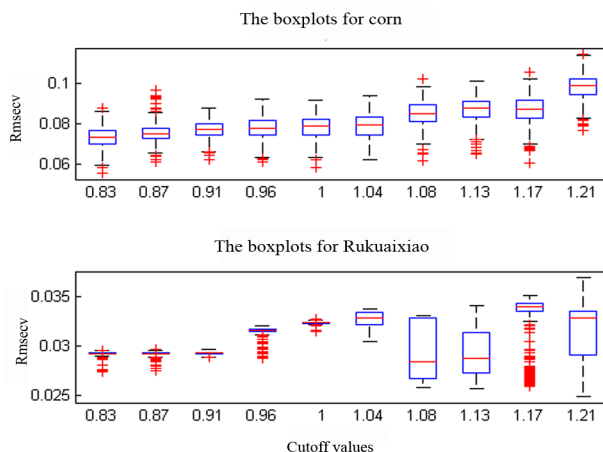 The boxplots for corn
Rmsecv
0.1
0.08
0.06
0.83 0.87 0.91 0.96 1 1.04 1.08 1.13 1.17 1.21
The boxplots for Rukuaixiao
Rmsecv
0.035
0.03
0.025
0.83 0.87 0.91 0.96 1 1.04 1.08 1.13 1.17 1.21
Cutoff values